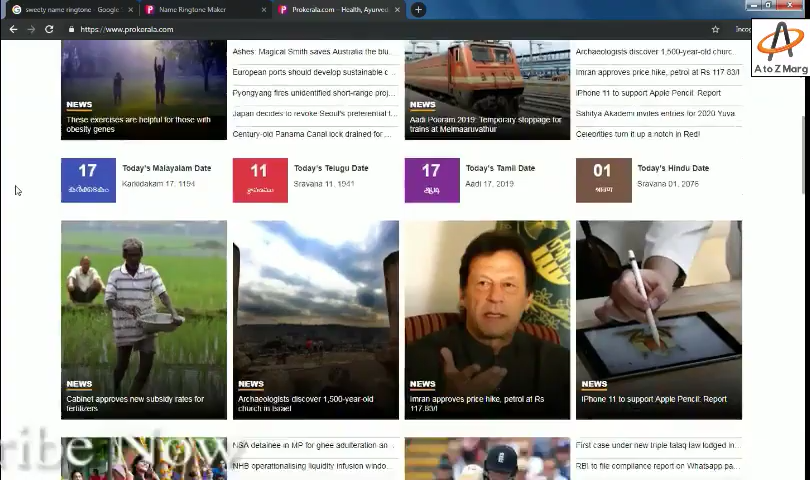 sweety name ringtone - Google
Name Ringtone Maker
Prokerala.com – Health, Ayurved
https://www.prokerala.com
Incog
A to Z Marg
NEWS
These exercises are helpful for those with
obesity genes
Ashes: Magical Smith saves Australia the blu...
European ports should develop sustainable c...
Pyongyang fires unidentified short-range proj...
Japan decides to revoke Seoul's preferential t...
Century-old Panama Canal lock drained for ...
NEWS
Aadi Pooram 2019: Temporary stoppage for
trains at Melmaaruvathur
Archaeologists discover 1,500-year-old churc...
Imran approves price hike, petrol at Rs 117.83/l
iPhone 11 to support Apple Pencil: Report
Sahitya Akademi invites entries for 2020 Yuva
Celebrities turn it up a notch in Red!
17
കർക്കടകം
Today's Malayalam Date
Karkidakam 17, 1194
11
శ్రావణం
Today's Telugu Date
Sravana 11, 1941
17
ஆடி
Today's Tamil Date
Aadi 17, 2019
01
श्रावण
Today's Hindu Date
Sravana 01, 2076
NEWS
Cabinet approves new subsidy rates for
fertilizers
NEWS
Archaeologists discover 1,500-year-old
church in Israel
NEWS
Imran approves price hike, petrol at Rs
117.83/l
NEWS
iPhone 11 to support Apple Pencil: Report
NSA detainee in MP for ghee adulteration an...
NHB operationalising liquidity infusion windo...
First case under new triple talaq law lodged in...
RBI to file compliance report on Whatsapp pa...
ribe Now